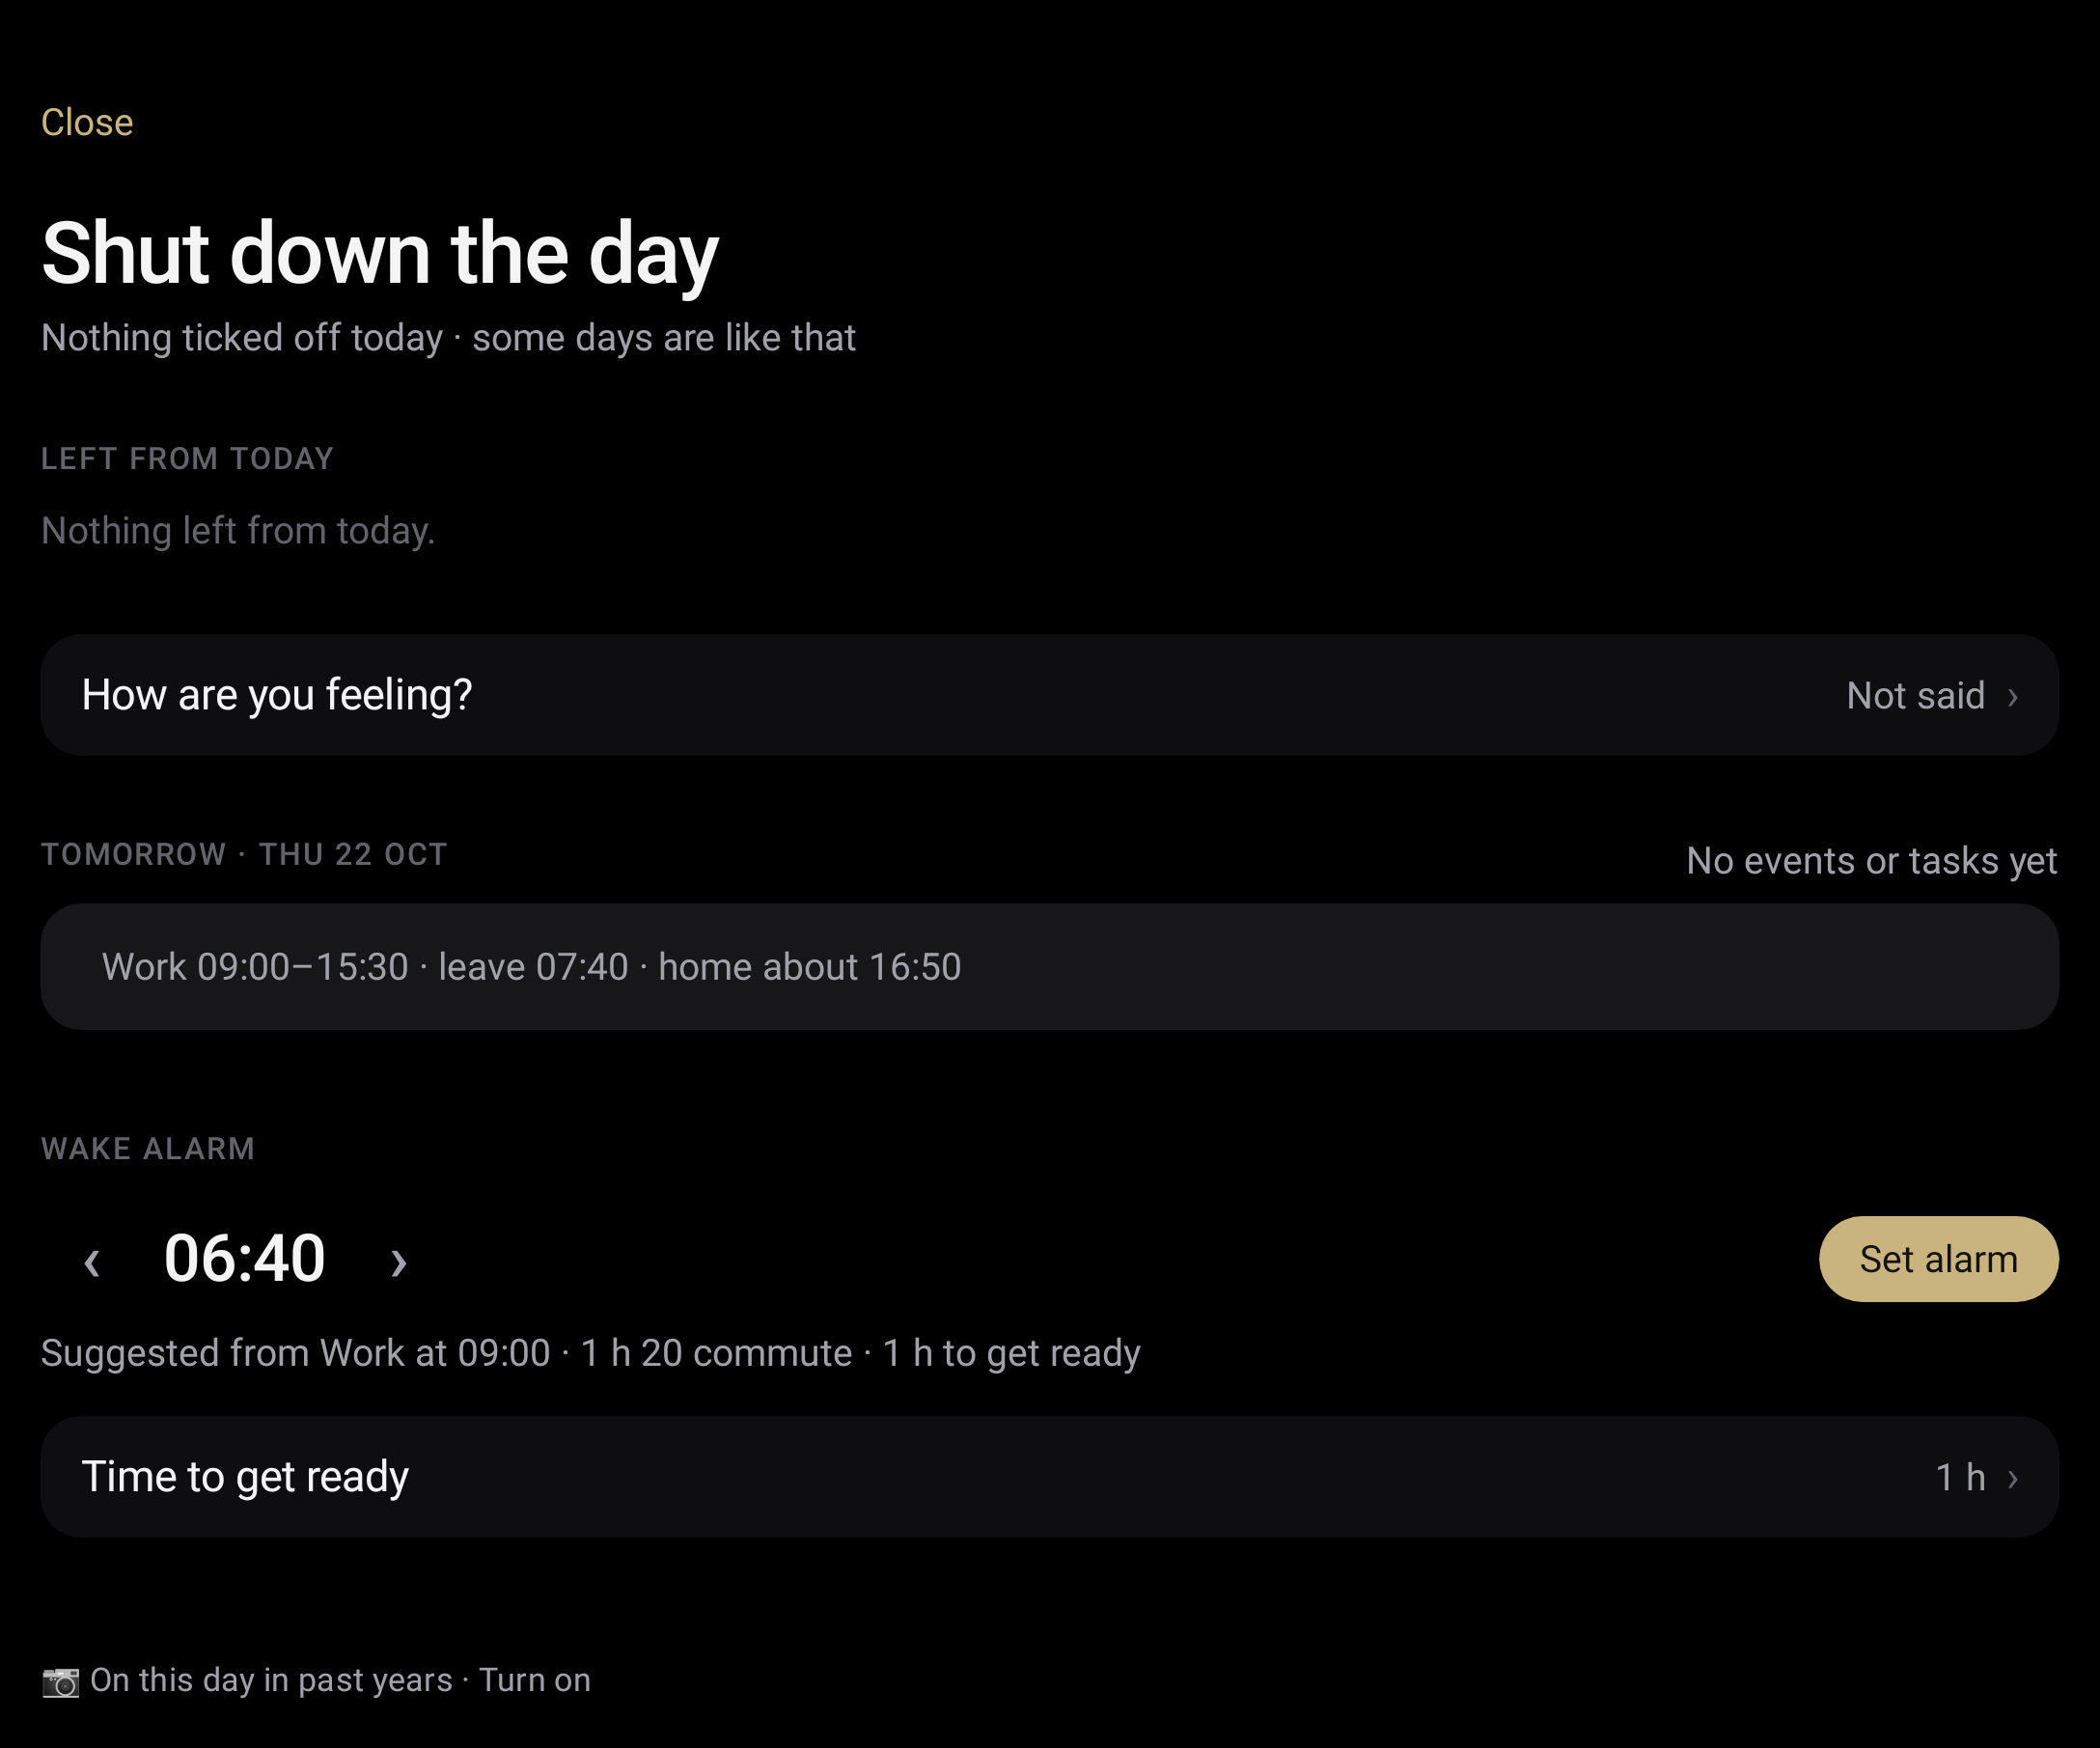 Close
Shut down the day
Nothing ticked off today · some days are like that
LEFT FROM TODAY
Nothing left from today.
How are you feeling?
Not said ›
TOMORROW · THU 22 OCT
No events or tasks yet
Work 09:00–15:30 · leave 07:40 · home about 16:50
WAKE ALARM
‹ 06:40 ›
Set alarm
Suggested from Work at 09:00 · 1 h 20 commute · 1 h to get ready
Time to get ready
1 h ›
📷 On this day in past years · Turn on